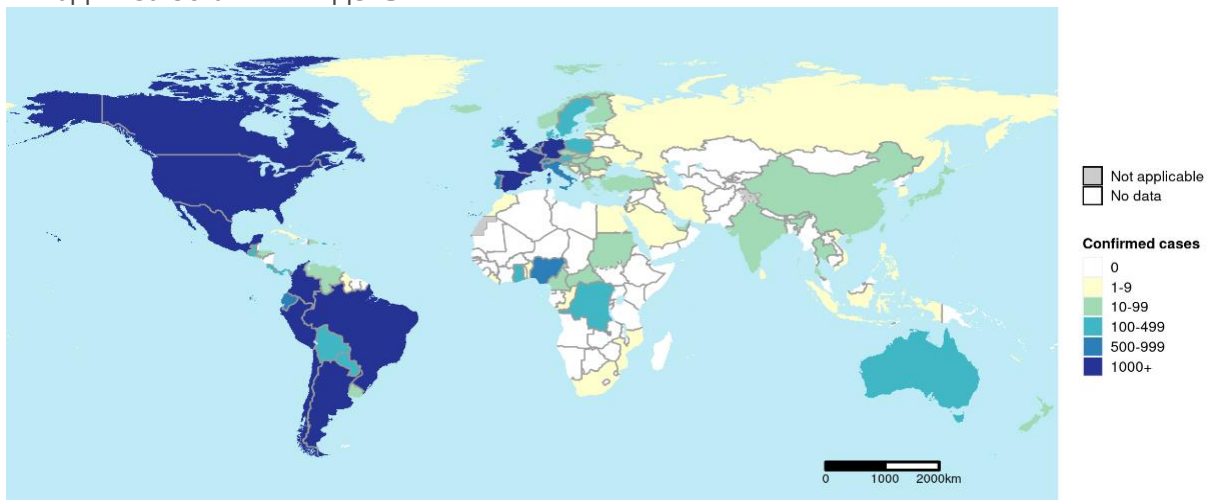 Not applicable
No data
Confirmed cases
0
1-9
10-99
100-499
500-999
1000+
0 1000 2000km